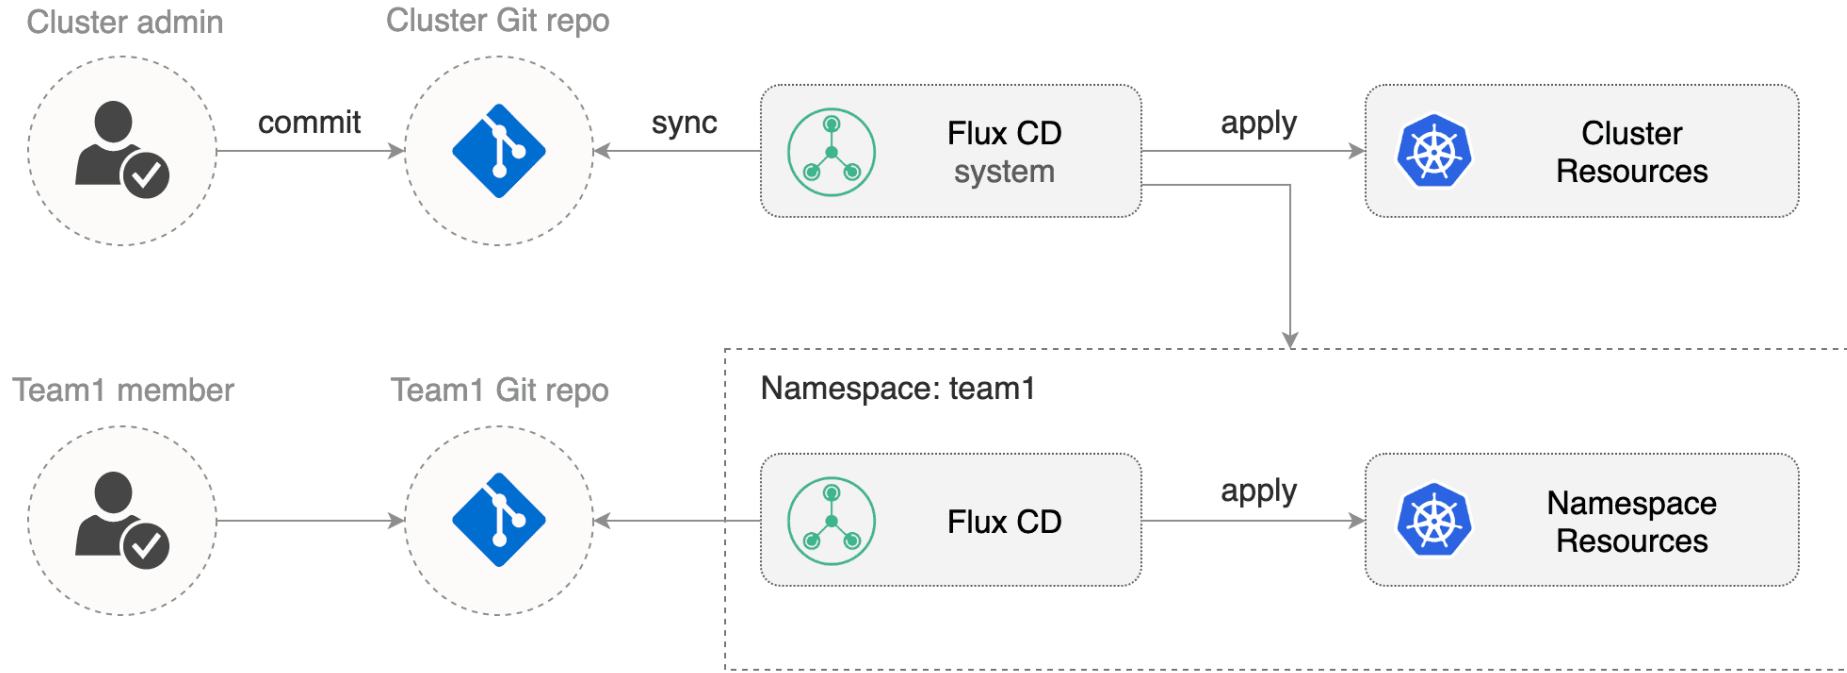 Cluster admin
Cluster Git repo
commit
sync
Flux CD
system
apply
Cluster
Resources
Team1 member
Team1 Git repo
Namespace: team1
Flux CD
apply
Namespace
Resources